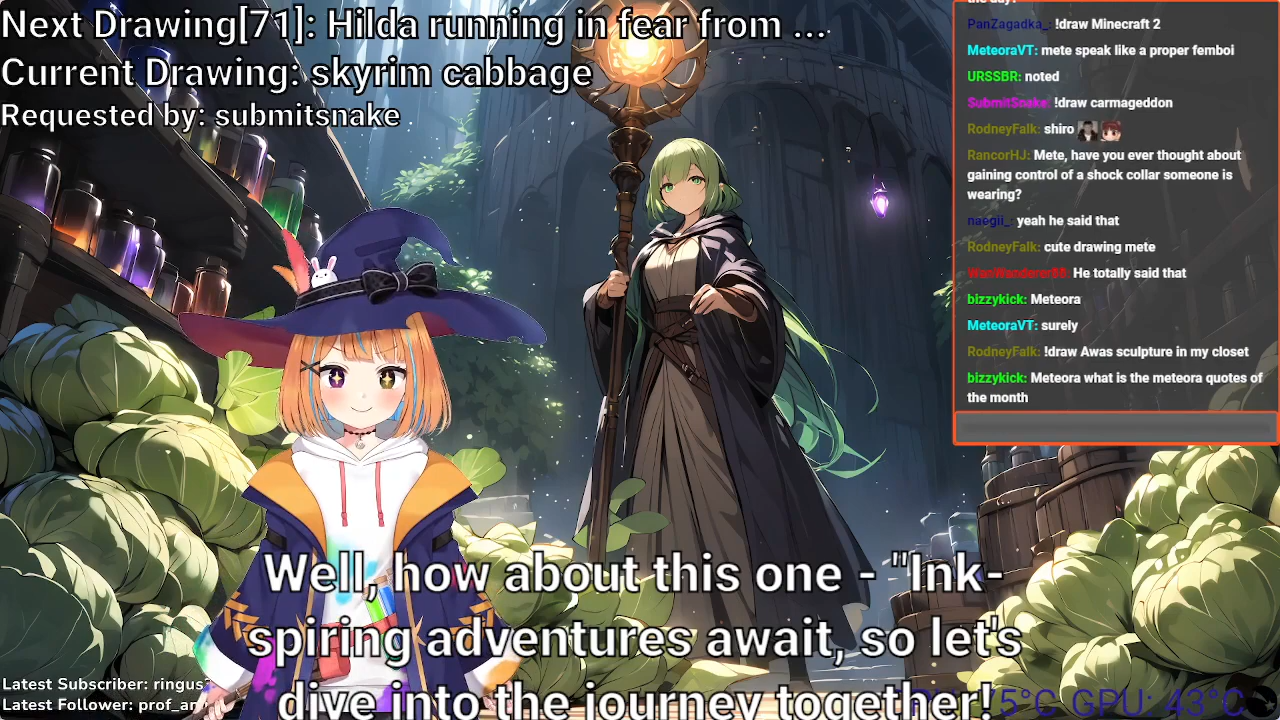 Next Drawing[71]: Hilda running in fear from ...
Current Drawing: skyrim cabbage
Requested by: submitsnake
the day?
PanZagadka_: !draw Minecraft 2
MeteoraVT: mete speak like a proper femboi
URSSBR: noted
SubmitSnake: !draw carmageddon
RodneyFalk: shiro
RancorHJ: Mete, have you ever thought about
gaining control of a shock collar someone is
wearing?
naegii_: yeah he said that
RodneyFalk: cute drawing mete
WanWanderer88: He totally said that
bizzykick: Meteora
MeteoraVT: surely
RodneyFalk: !draw Awas sculpture in my closet
bizzykick: Meteora what is the meteora quotes of
the month
Well, how about this one - "Ink-
spiring adventures await, so let's
dive into the journey together!
Latest Subscriber: ringus
Latest Follower: prof_an
5°C GPU: 43°C